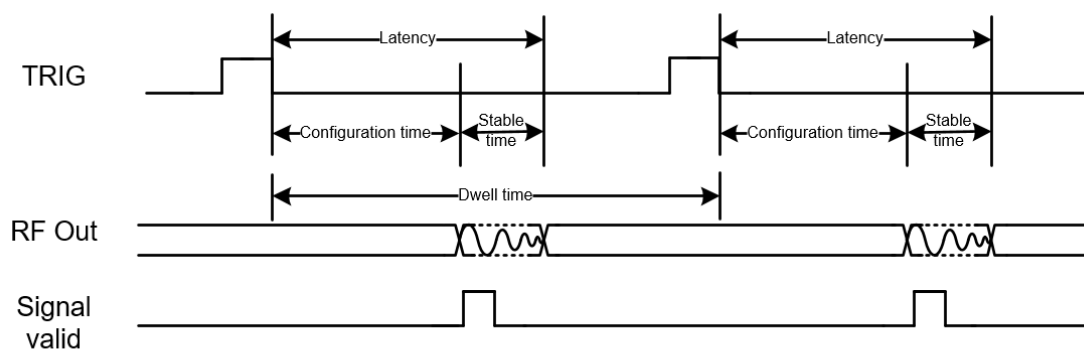 Latency
Latency
TRIG
Configuration time
Stable
time
Configuration time
Stable
time
Dwell time
RF Out
Signal
valid